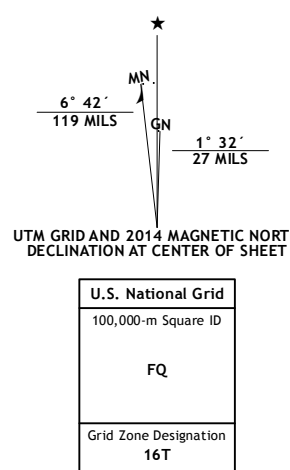 ★
MN
GN
6° 42´
119 MILS
1° 32´
27 MILS
UTM GRID AND 2014 MAGNETIC NORT
DECLINATION AT CENTER OF SHEET
U.S. National Grid
100,000-m Square ID
FQ
Grid Zone Designation
16T